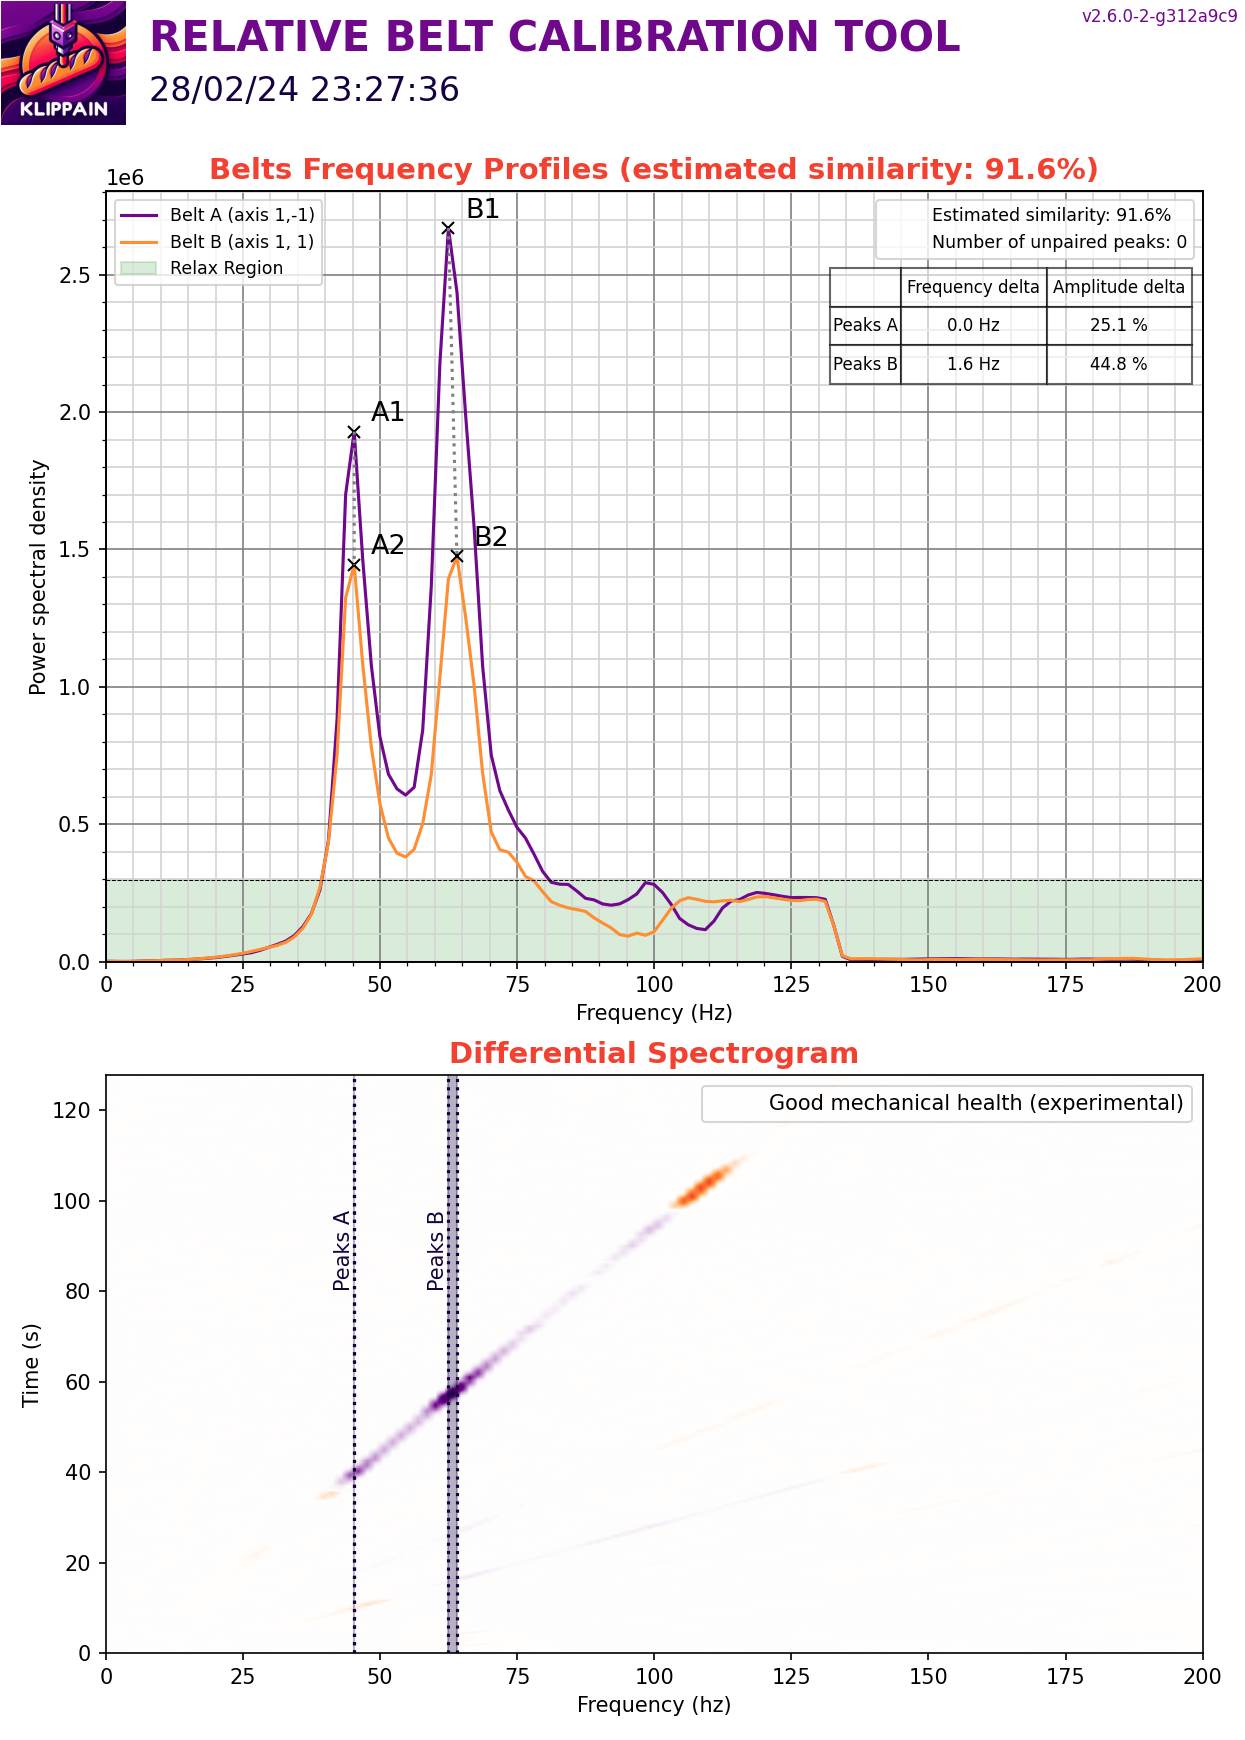 KLIPPAIN
RELATIVE BELT CALIBRATION TOOL
v2.6.0-2-g312a9c9
28/02/24 23:27:36
Belts Frequency Profiles (estimated similarity: 91.6%)
1e6
Belt A (axis 1,-1)
Belt B (axis 1, 1)
Relax Region
Estimated similarity: 91.6%
Number of unpaired peaks: 0
Frequency delta Amplitude delta
Peaks A 0.0 Hz 25.1 %
Peaks B 1.6 Hz 44.8 %
B1
A1
B2
A2
Power spectral density
2.5
2.0
1.5
1.0
0.5
0.0
0 25 50 75 100 125 150 175 200
Frequency (Hz)
Differential Spectrogram
Good mechanical health (experimental)
Peaks A
Peaks B
Time (s)
120
100
80
60
40
20
0
0 25 50 75 100 125 150 175 200
Frequency (hz)